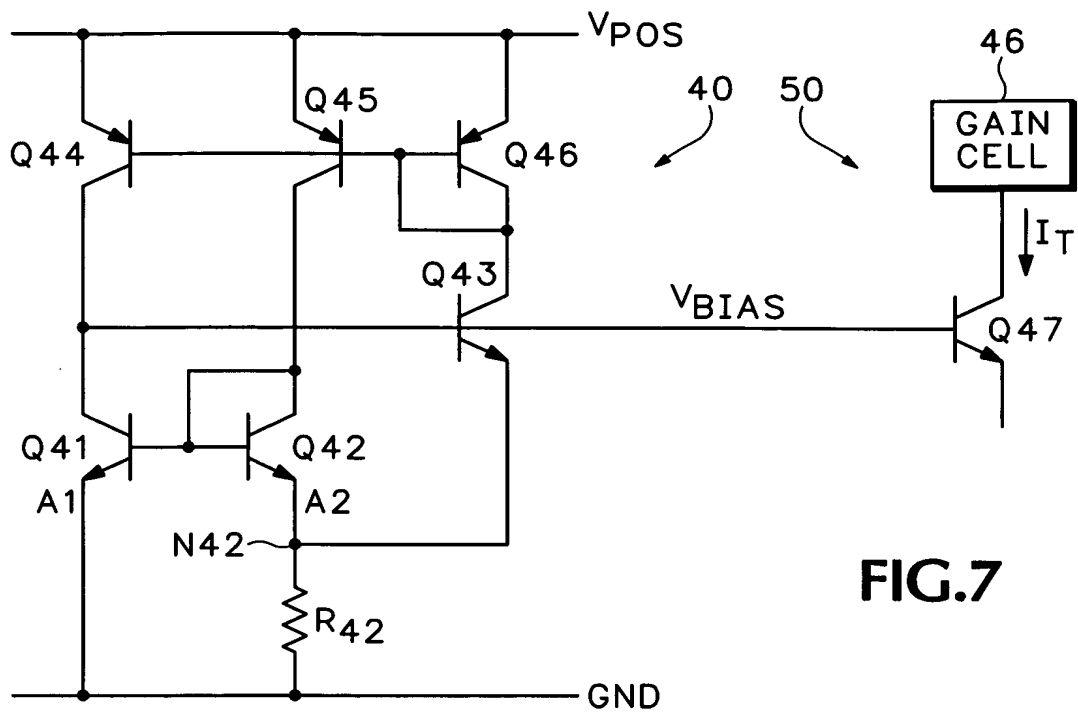 VPOS
46
Q45
40
50
GAIN
CELL
Q44
Q46
IT
Q43
VBIAS
Q47
Q41
Q42
A1
A2
N42
R42
FIG.7
GND